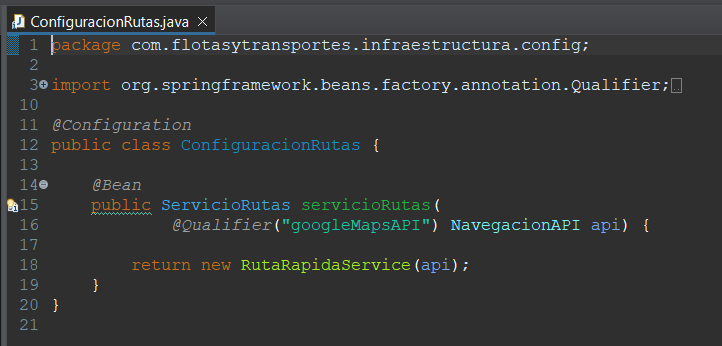 ConfiguracionRutas.java
1 package com.flotasytransportes.infraestructura.config;
2
3 import org.springframework.beans.factory.annotation.Qualifier;
10
11 @Configuration
12 public class ConfiguracionRutas {
13
14     @Bean
15     public ServicioRutas servicioRutas(
16             @Qualifier("googleMapsAPI") NavegacionAPI api) {
17
18         return new RutaRapidaService(api);
19     }
20 }
21